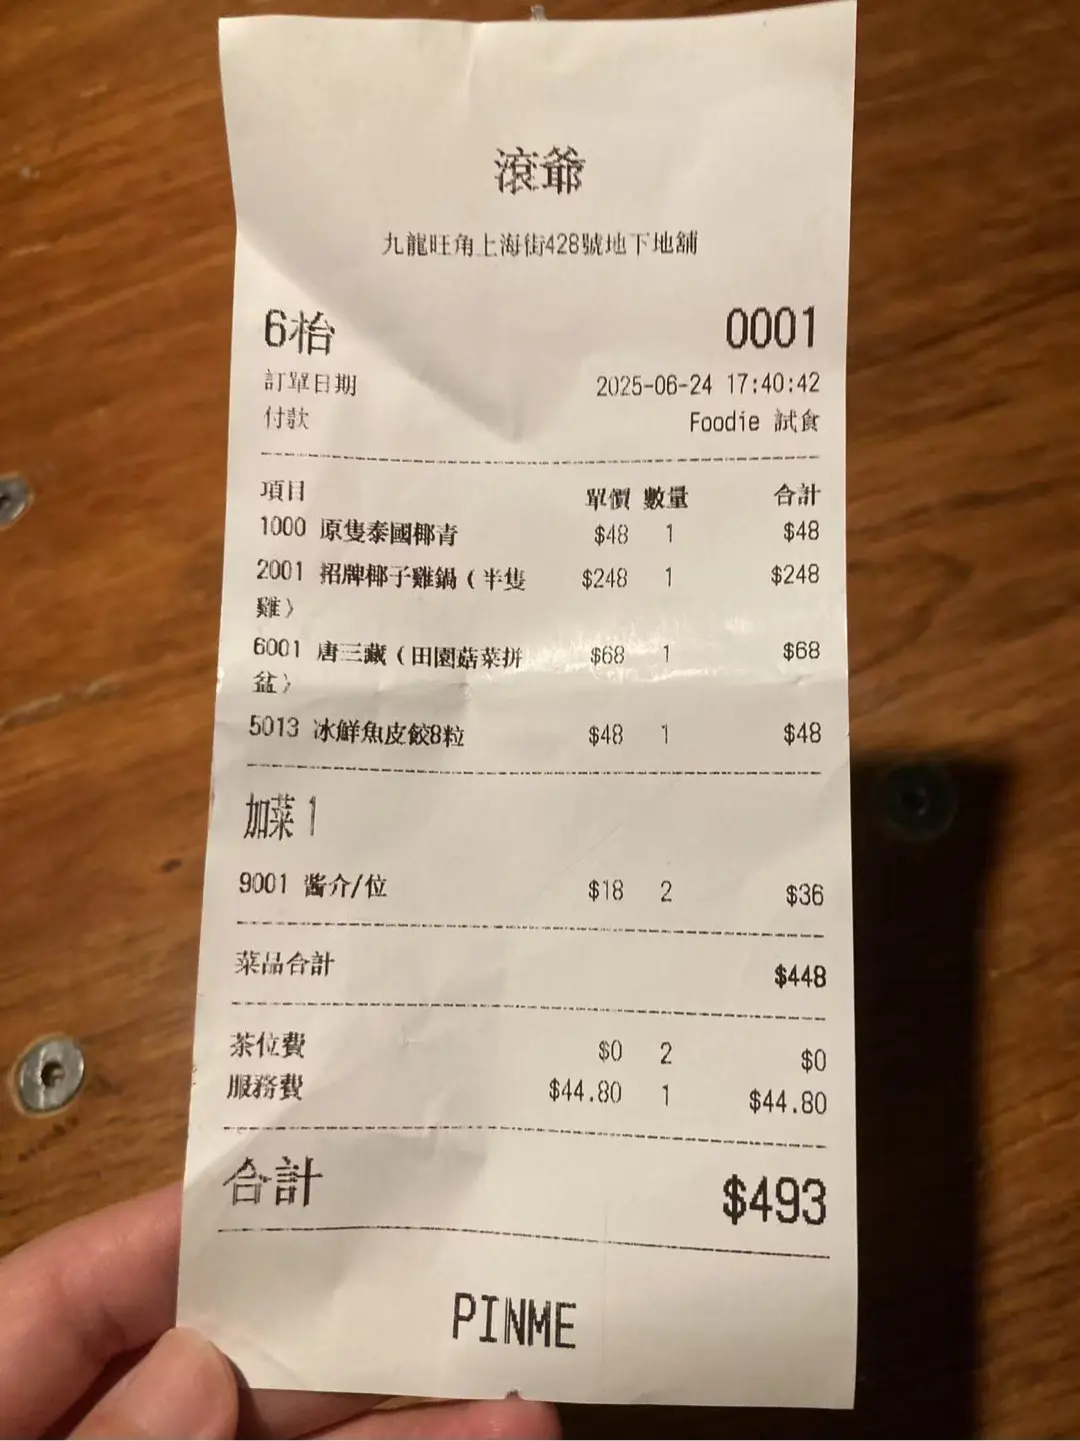 滾爺
九龍旺角上海街428號地下地舖
6枱 0001
訂單日期 2025-06-24 17:40:42
付款 Foodie 試食
項目 單價 數量 合計
1000 原隻泰國椰青 $48 1 $48
2001 招牌椰子雞鍋（半隻 $248 1 $248
雞）
6001 唐三藏（田園菇菜拼 $68 1 $68
盆）
5013 冰鮮魚皮餃8粒 $48 1 $48
加菜 1
9001 酱介/位 $18 2 $36
菜品合計 $448
茶位費 $0 2 $0
服務費 $44.80 1 $44.80
合計 $493
PINME